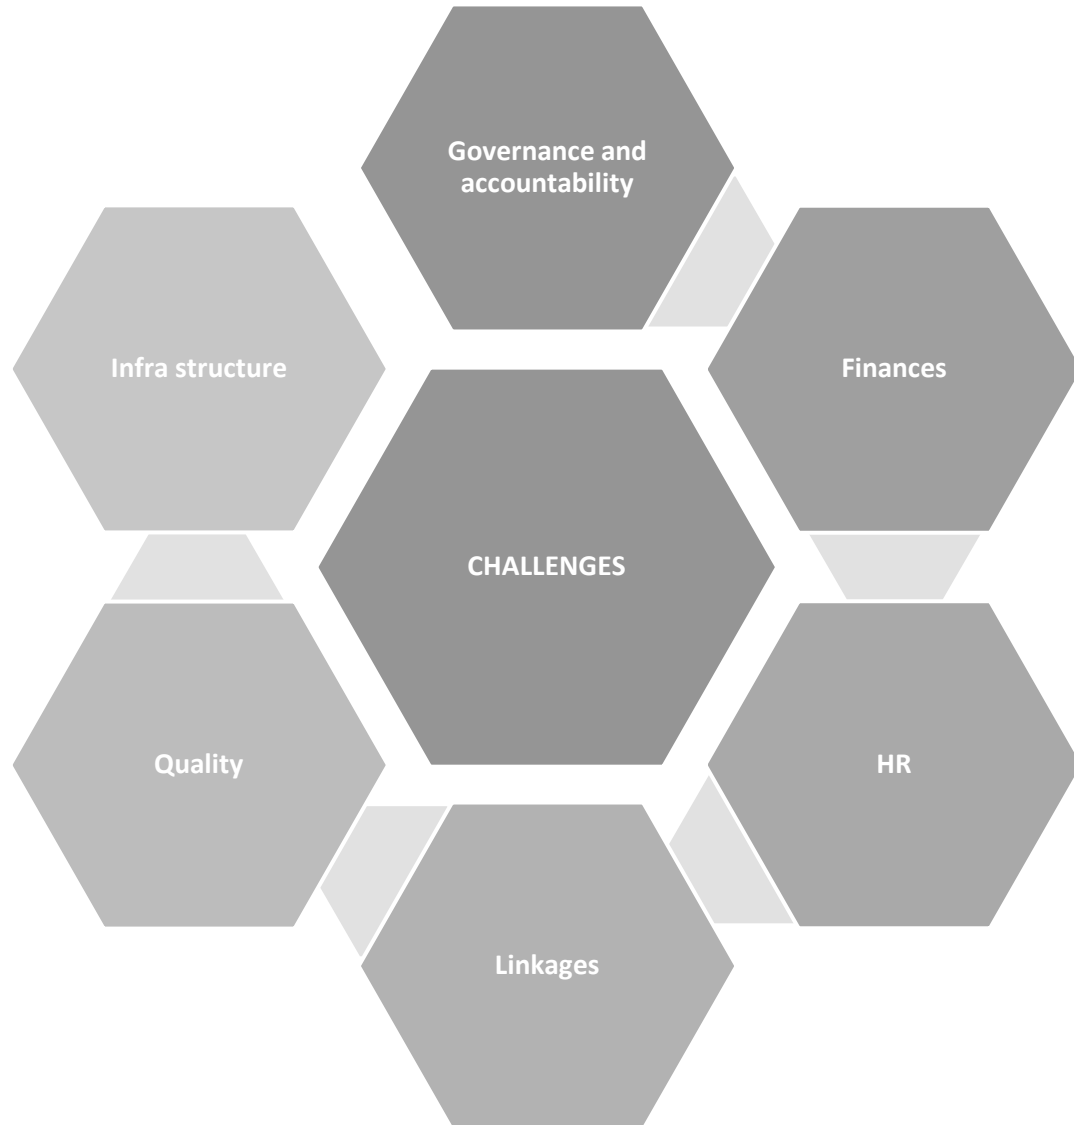 Governance and
accountability
Infra structure
Finances
CHALLENGES
Quality
HR
Linkages